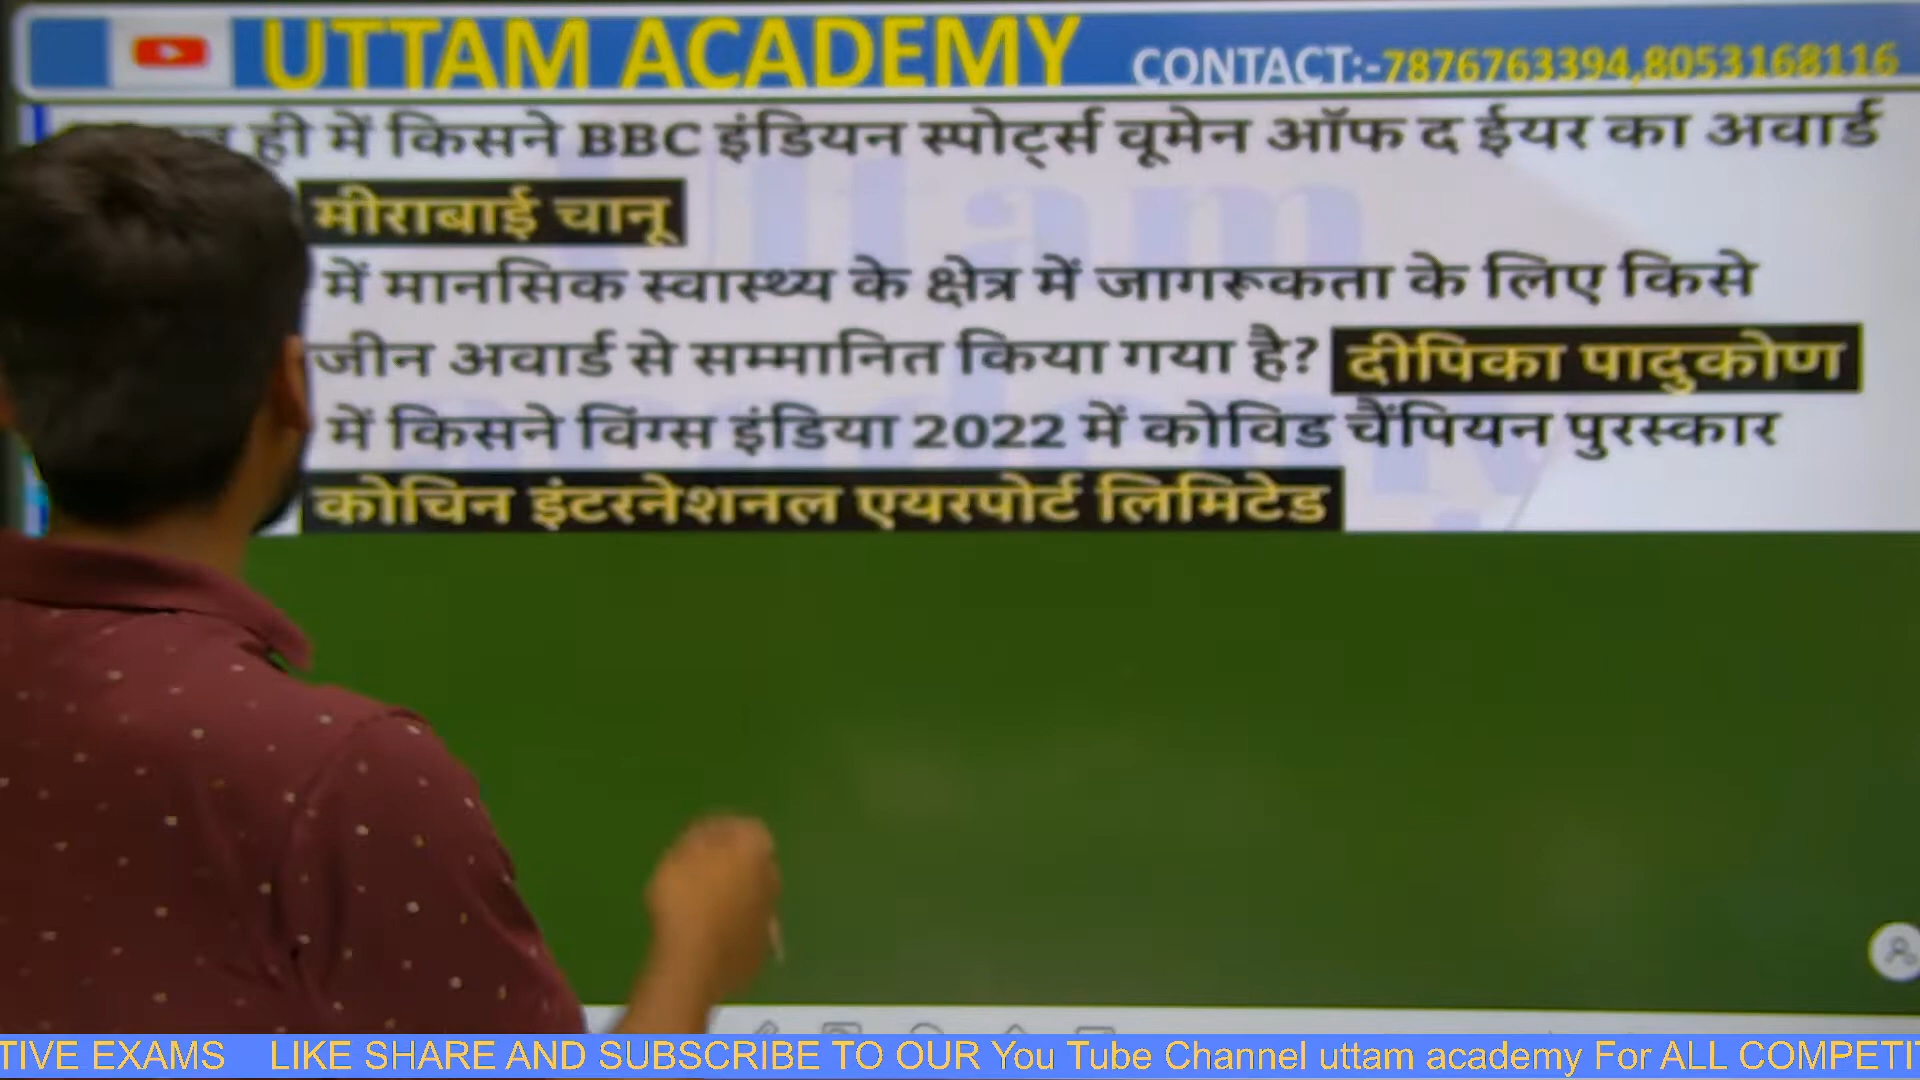 UTTAM ACADEMY CONTACT:-7876763394,8053168116
ही में किसने BBC इंडियन स्पोर्ट्स वूमेन ऑफ द ईयर का अवार्ड
मीराबाई चानू
में मानसिक स्वास्थ्य के क्षेत्र में जागरूकता के लिए किसे
जीन अवार्ड से सम्मानित किया गया है? दीपिका पादुकोण
में किसने विंग्स इंडिया 2022 में कोविड चैंपियन पुरस्कार
कोचिन इंटरनेशनल एयरपोर्ट लिमिटेड
TIVE EXAMS LIKE SHARE AND SUBSCRIBE TO OUR You Tube Channel uttam academy For ALL COMPETIT